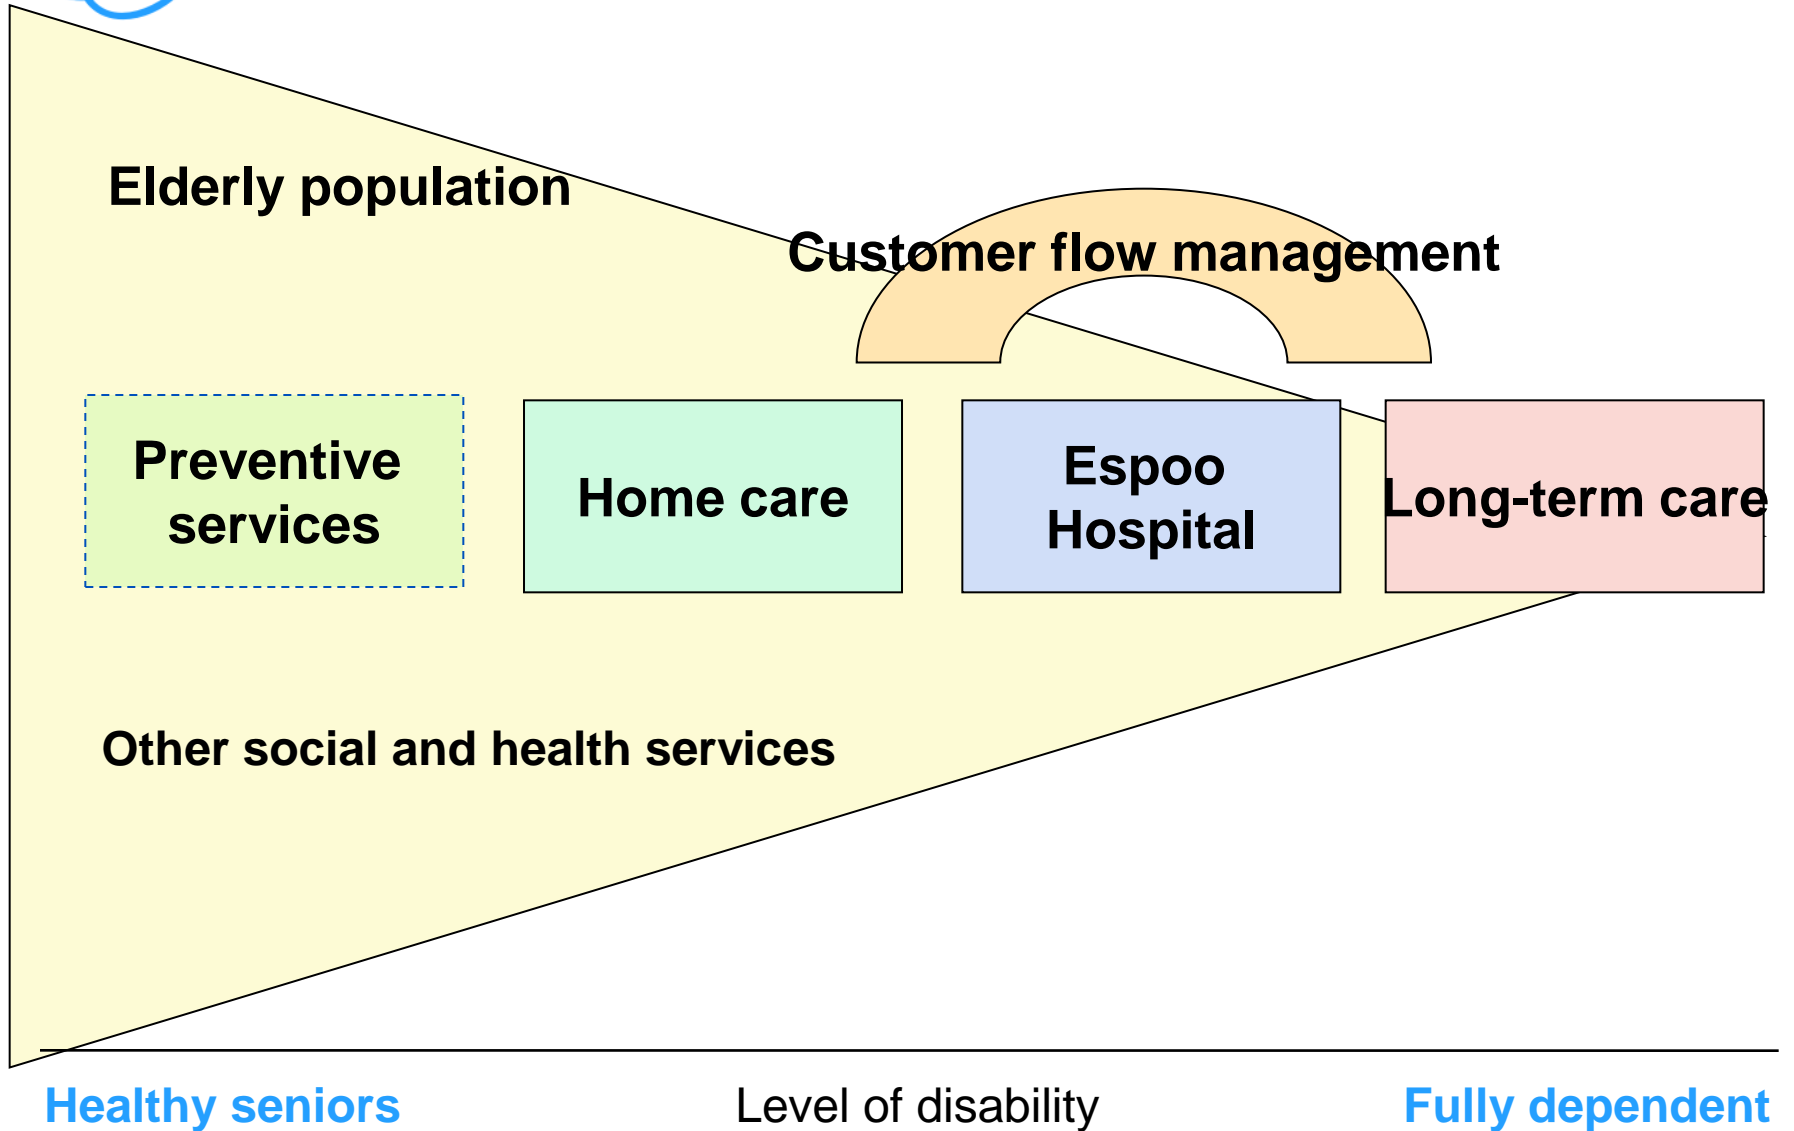 Elderly population
Customer flow management
Preventive
services
Home care
Espoo
Hospital
Long-term care
Other social and health services
Healthy seniors
Level of disability
Fully dependent